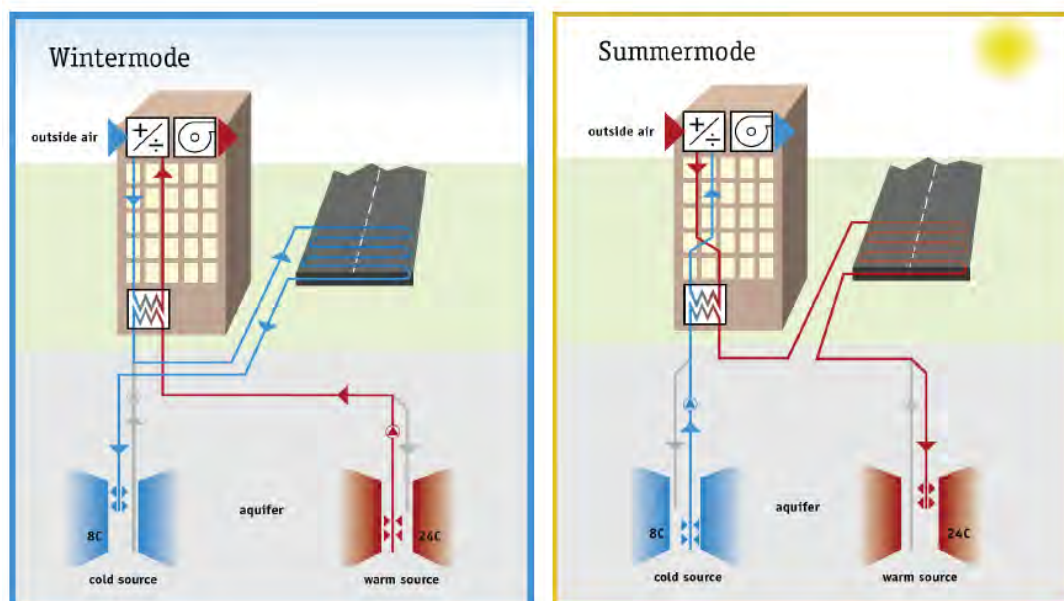 Wintermode
outside air
8C
aquifer
24C
cold source
warm source
Summermode
outside air
8C
aquifer
24C
cold source
warm source